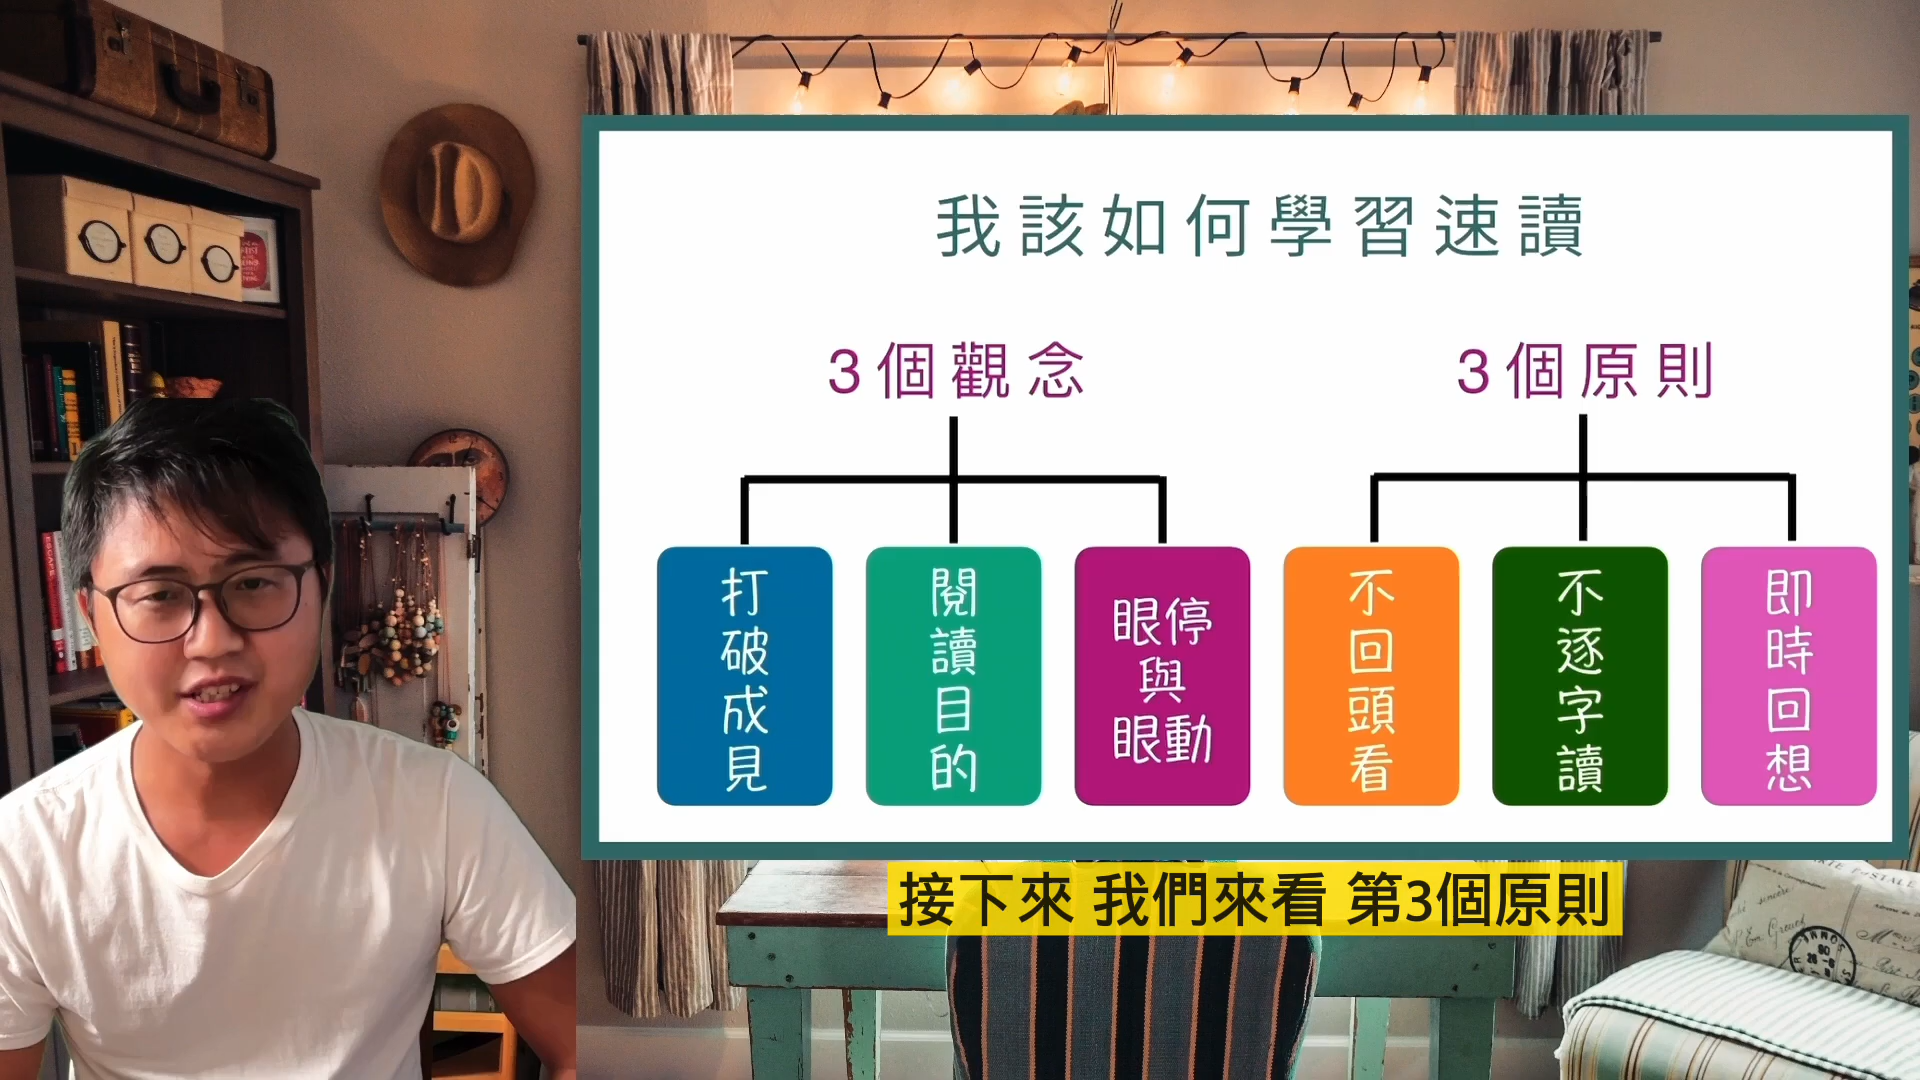 我該如何學習速讀
3個觀念
3個原則
打破成見
閱讀目的
眼停
與
眼動
不回頭看
不逐字讀
即時回想
接下來 我們來看 第3個原則